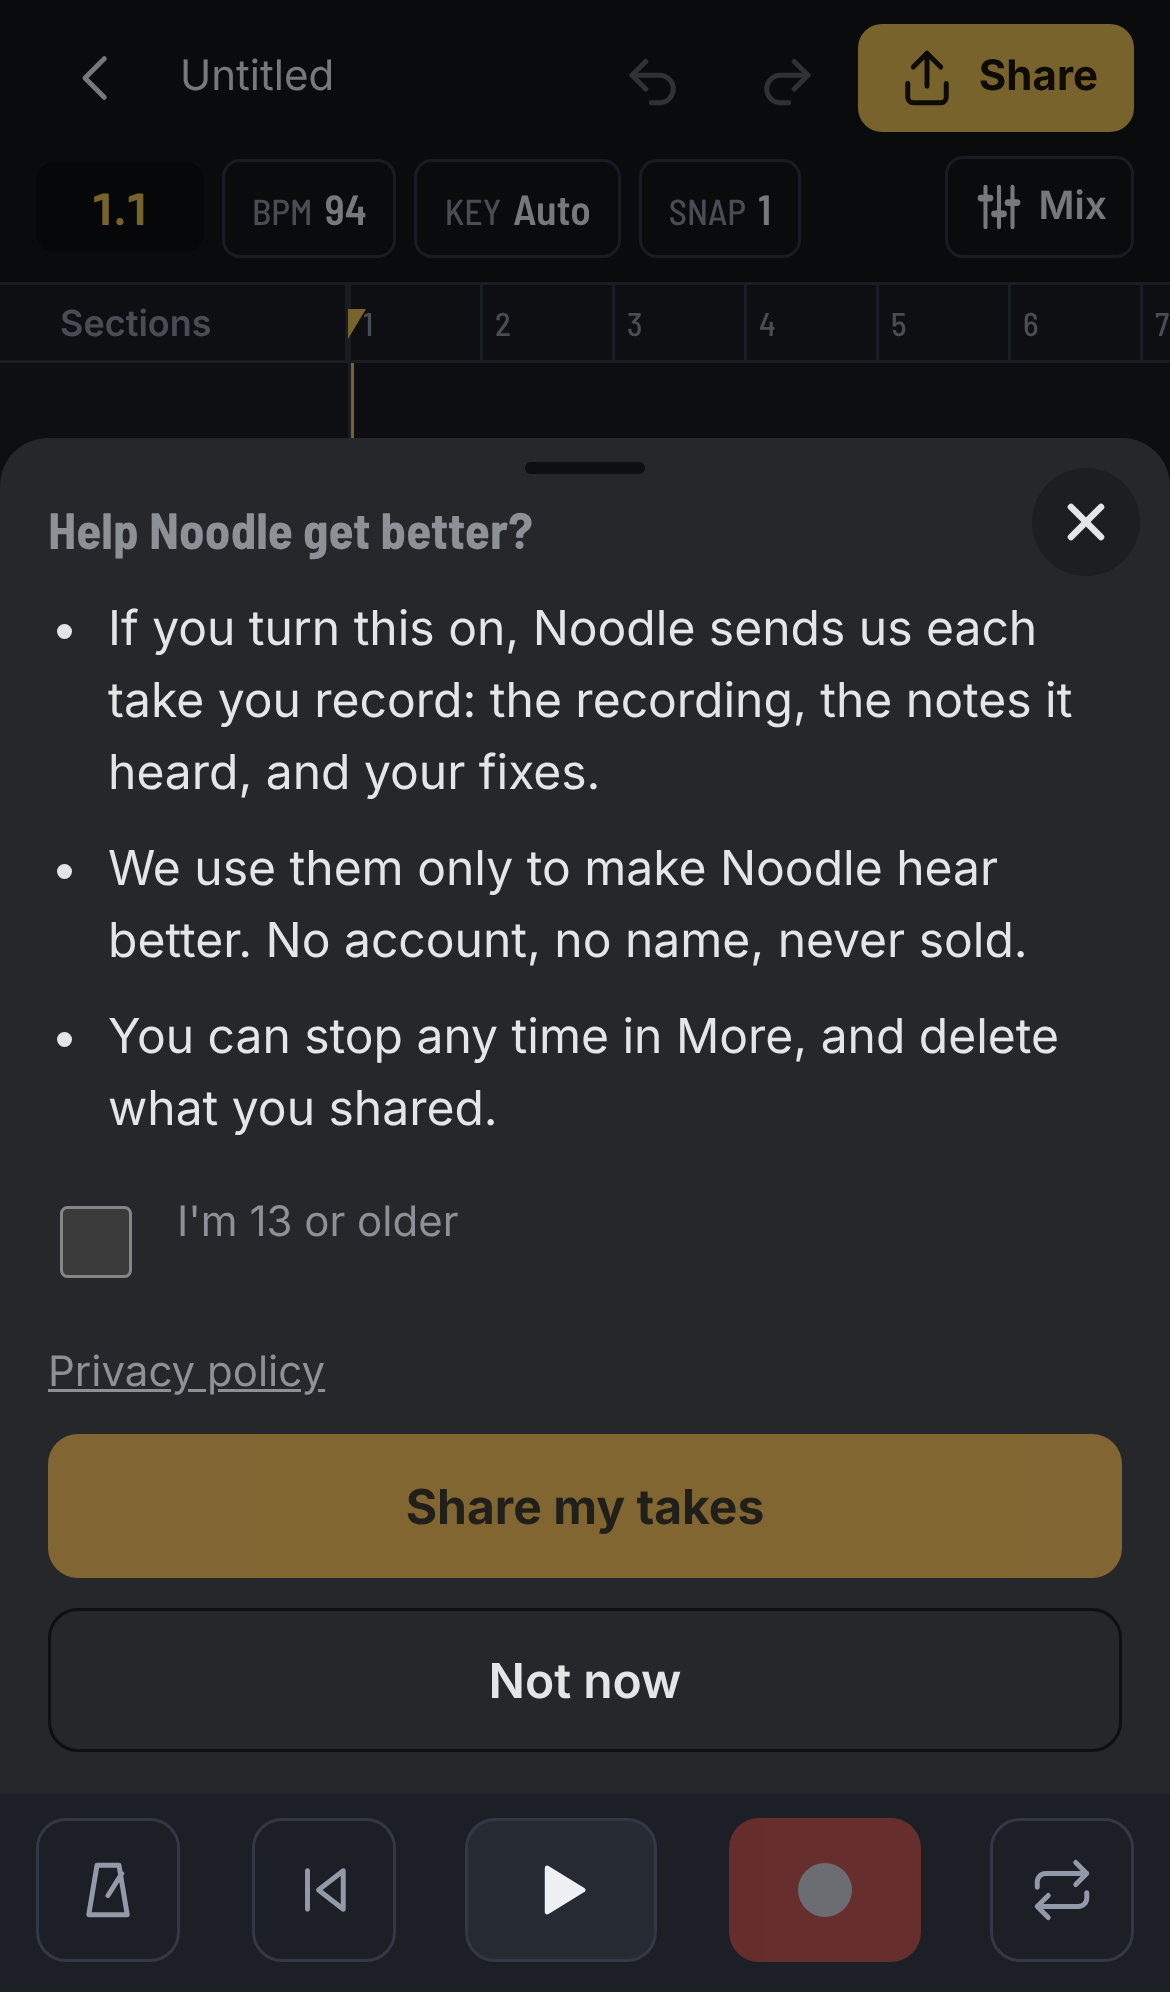 Untitled
Share
1.1
BPM 94
KEY Auto
SNAP 1
Mix
Sections
1
2
3
4
5
6
7
Help Noodle get better?
• If you turn this on, Noodle sends us each
take you record: the recording, the notes it
heard, and your fixes.
• We use them only to make Noodle hear
better. No account, no name, never sold.
• You can stop any time in More, and delete
what you shared.
I'm 13 or older
Privacy policy
Share my takes
Not now